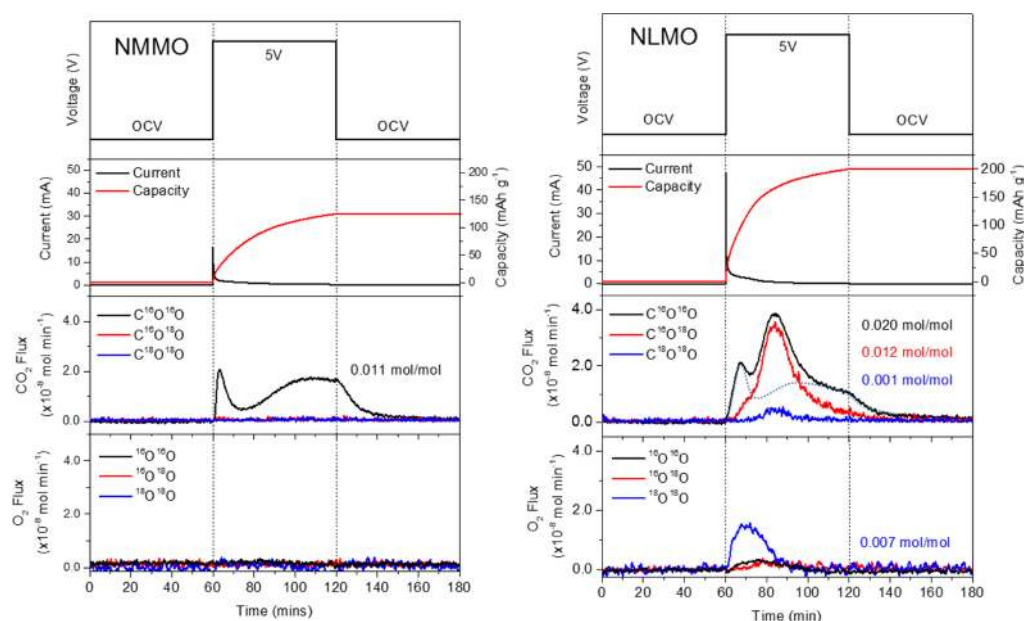 NMMO
5V
OCV
OCV
Voltage (V)
Current
Capacity
50
40
30
20
10
0
Current (mA)
200
150
100
50
0
Capacity (mAh g⁻¹)
C¹⁶O¹⁶O
C¹⁶O¹⁸O
C¹⁸O¹⁸O
0.011 mol/mol
4.0
2.0
0.0
CO₂ Flux
(x10⁻⁸ mol min⁻¹)
¹⁶O¹⁶O
¹⁶O¹⁸O
¹⁸O¹⁸O
4.0
2.0
0.0
O₂ Flux
(x10⁻⁸ mol min⁻¹)
0 20 40 60 80 100 120 140 160 180
Time (mins)
NLMO
5V
OCV
OCV
Voltage (V)
Current
Capacity
50
40
30
20
10
0
Current (mA)
200
150
100
50
0
Capacity (mAh g⁻¹)
C¹⁶O¹⁶O
C¹⁶O¹⁸O
C¹⁸O¹⁸O
0.020 mol/mol
0.012 mol/mol
0.001 mol/mol
4.0
2.0
0.0
CO₂ Flux
(x10⁻⁸ mol min⁻¹)
¹⁶O¹⁶O
¹⁶O¹⁸O
¹⁸O¹⁸O
0.007 mol/mol
4.0
2.0
0.0
O₂ Flux
(x10⁻⁸ mol min⁻¹)
0 20 40 60 80 100 120 140 160 180
Time (mins)